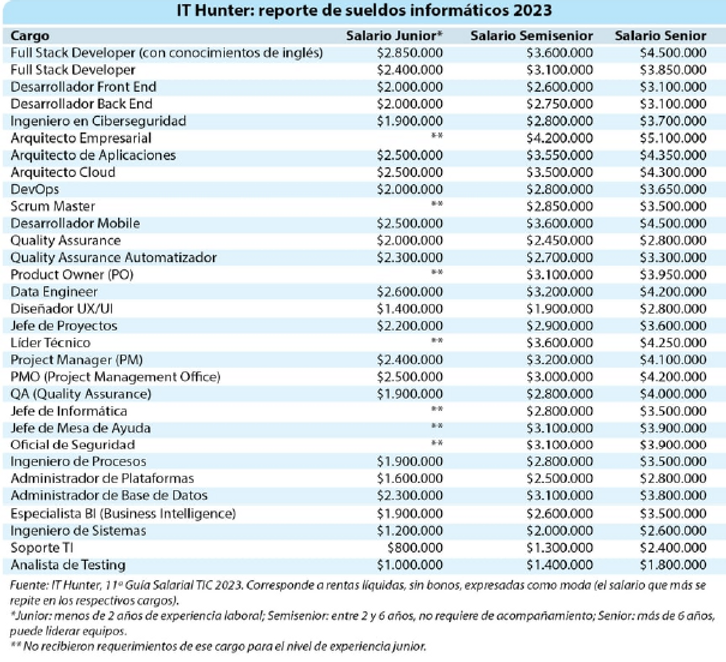 IT Hunter: reporte de sueldos informáticos 2023
Cargo Salario Junior* Salario Semisenior Salario Senior
Full Stack Developer (con conocimientos de inglés) $2.850.000 $3.600.000 $4.500.000
Full Stack Developer $2.400.000 $3.100.000 $3.850.000
Desarrollador Front End $2.000.000 $2.600.000 $3.100.000
Desarrollador Back End $2.000.000 $2.750.000 $3.100.000
Ingeniero en Ciberseguridad $1.900.000 $2.800.000 $3.700.000
Arquitecto Empresarial ** $4.200.000 $5.100.000
Arquitecto de Aplicaciones $2.500.000 $3.550.000 $4.350.000
Arquitecto Cloud $2.500.000 $3.500.000 $4.300.000
DevOps $2.000.000 $2.800.000 $3.650.000
Scrum Master ** $2.850.000 $3.500.000
Desarrollador Mobile $2.500.000 $3.600.000 $4.500.000
Quality Assurance $2.000.000 $2.450.000 $2.800.000
Quality Assurance Automatizador $2.300.000 $2.700.000 $3.300.000
Product Owner (PO) ** $3.100.000 $3.950.000
Data Engineer $2.600.000 $3.200.000 $4.200.000
Diseñador UX/UI $1.400.000 $1.900.000 $2.800.000
Jefe de Proyectos $2.200.000 $2.900.000 $3.600.000
Líder Técnico ** $3.600.000 $4.250.000
Project Manager (PM) $2.400.000 $3.200.000 $4.100.000
PMO (Project Management Office) $2.500.000 $3.000.000 $4.200.000
QA (Quality Assurance) $1.900.000 $2.800.000 $4.000.000
Jefe de Informática ** $2.800.000 $3.500.000
Jefe de Mesa de Ayuda ** $3.100.000 $3.900.000
Oficial de Seguridad ** $3.100.000 $3.900.000
Ingeniero de Procesos $1.900.000 $2.800.000 $3.500.000
Administrador de Plataformas $1.600.000 $2.500.000 $2.800.000
Administrador de Base de Datos $2.300.000 $3.100.000 $3.800.000
Especialista BI (Business Intelligence) $1.900.000 $2.600.000 $3.500.000
Ingeniero de Sistemas $1.200.000 $2.000.000 $2.600.000
Soporte TI $800.000 $1.300.000 $2.400.000
Analista de Testing $1.000.000 $1.400.000 $1.800.000
Fuente: IT Hunter, 11ª Guía Salarial TIC 2023. Corresponde a rentas líquidas, sin bonos, expresadas como moda (el salario que más se
repite en los respectivos cargos).
*Junior: menos de 2 años de experiencia laboral; Semisenior: entre 2 y 6 años, no requiere de acompañamiento; Senior: más de 6 años,
puede liderar equipos.
** No recibieron requerimientos de ese cargo para el nivel de experiencia junior.